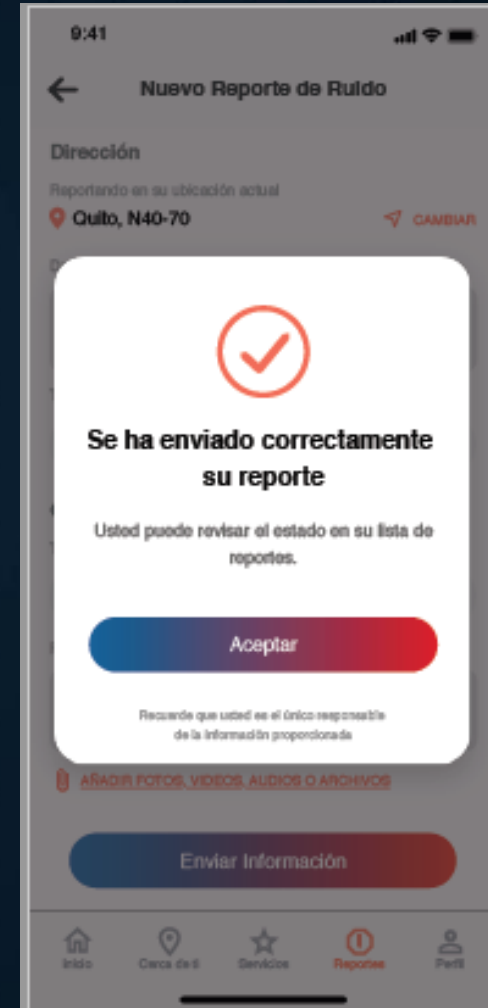 9:41
Nuevo Reporte de Ruido
Dirección
Reportando en su ubicación actual
Quito, N40-70
CAMBIAR
Se ha enviado correctamente
su reporte
Usted puede revisar el estado en su lista de
reportes.
Aceptar
Recuerde que usted es el único responsable
de la información proporcionada
AÑADIR FOTOS, VIDEOS, AUDIOS O ARCHIVOS
Enviar Información
Inicio
Cerca de ti
Servicios
Reportes
Perfil